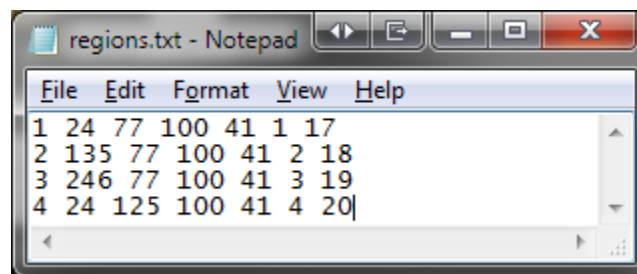 regions.txt - Notepad
File Edit Format View Help
1 24 77 100 41 1 17
2 135 77 100 41 2 18
3 246 77 100 41 3 19
4 24 125 100 41 4 20